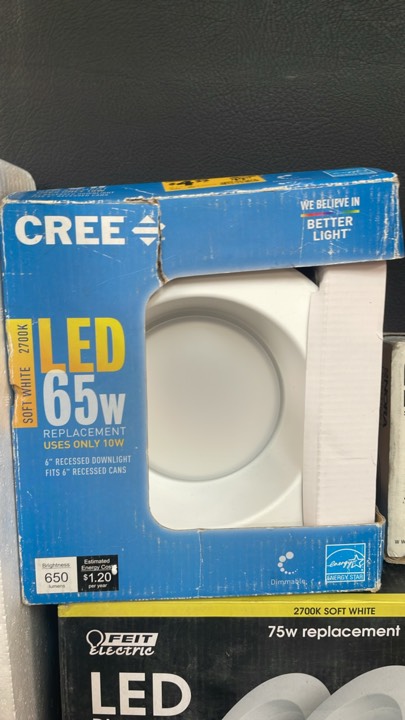 CREE
WE BELIEVE IN
BETTER
LIGHT
SOFT WHITE 2700K
LED
65W
REPLACEMENT
USES ONLY 10W
6" RECESSED DOWNLIGHT
FITS 6" RECESSED CANS
Brightness
650
lumens
Estimated
Energy Cost
$1.20
per year
Dimmable
ENERGY STAR
2700K SOFT WHITE
FEIT
Electric
75w replacement
LED